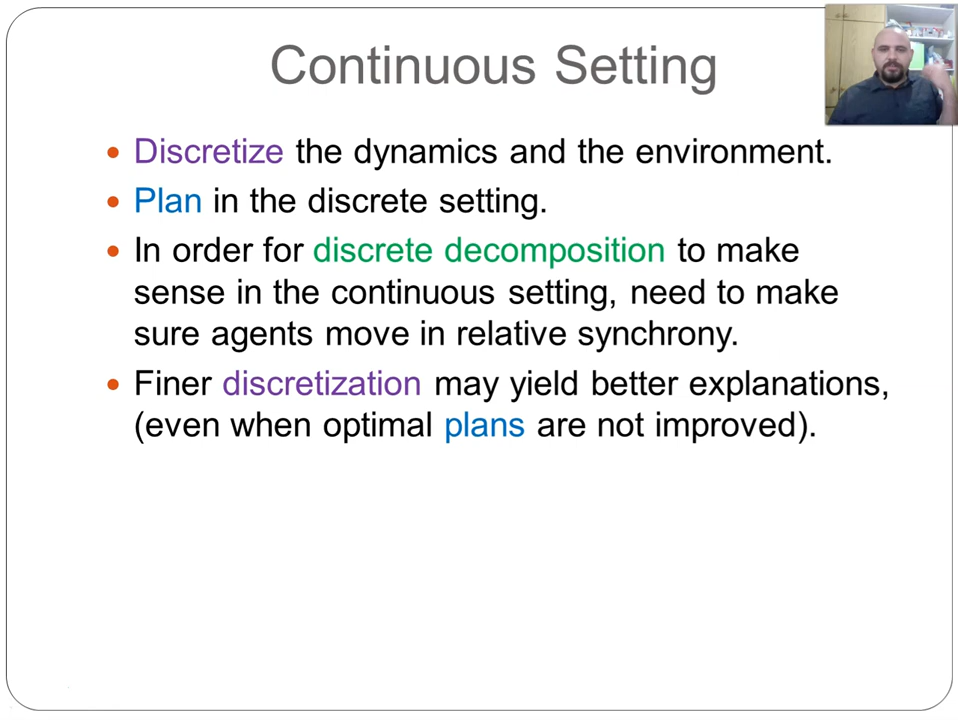 Continuous Setting
Discretize the dynamics and the environment.
Plan in the discrete setting.
In order for discrete decomposition to make
sense in the continuous setting, need to make
sure agents move in relative synchrony.
Finer discretization may yield better explanations,
(even when optimal plans are not improved).